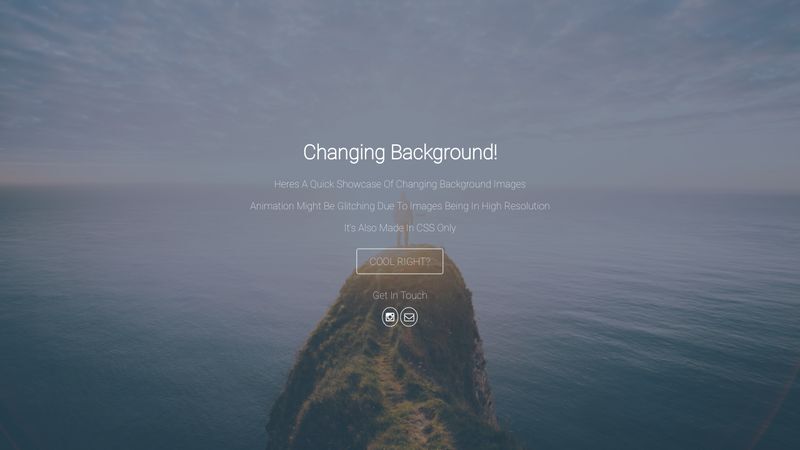 Changing Background!
Heres A Quick Showcase Of Changing Background Images
Animation Might Be Glitching Due To Images Being In High Resolution
It's Also Made In CSS Only
COOL RIGHT?
Get In Touch